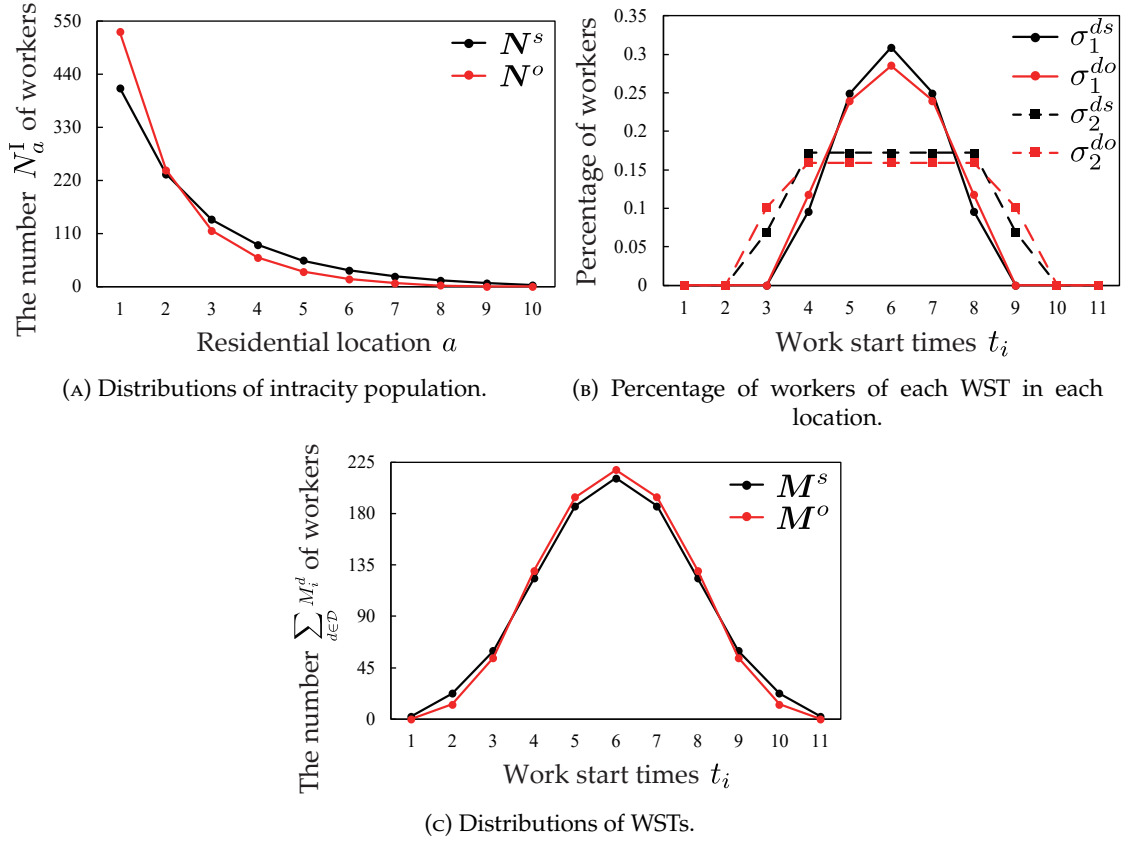 The number N_a^I of workers
550
440
330
220
110
0
N^s
N^o
1 2 3 4 5 6 7 8 9 10
Residential location a
(A) Distributions of intracity population.
Percentage of workers
0.35
0.3
0.25
0.2
0.15
0.1
0.05
0
σ_1^{ds}
σ_1^{do}
σ_2^{ds}
σ_2^{do}
1 2 3 4 5 6 7 8 9 10 11
Work start times t_i
(B) Percentage of workers of each WST in each
location.
The number ∑_{d∈𝒟} M_i^d of workers
225
180
135
90
45
0
M^s
M^o
1 2 3 4 5 6 7 8 9 10 11
Work start times t_i
(C) Distributions of WSTs.